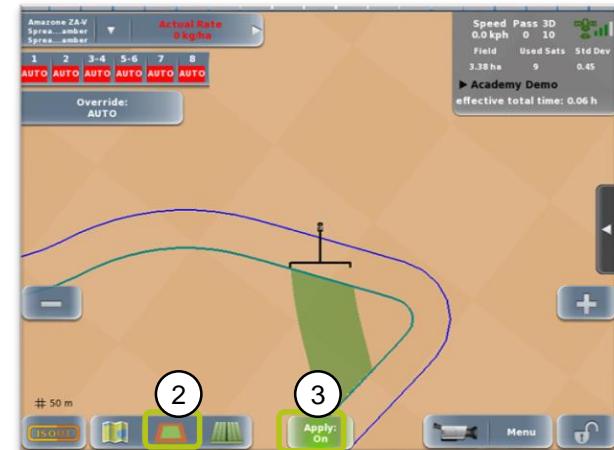 Amazone ZA-V
Sprea...amber
Sprea...amber
Actual Rate
0 kg/ha
1 2 3-4 5-6 7 8
AUTO AUTO AUTO AUTO AUTO AUTO
Override:
AUTO
Speed Pass 3D
0.0 kph 0 10
Field Used Sats Std Dev
3.38 ha 9 0.45
Academy Demo
effective total time: 0.06 h
50 m
2
3
ISOUT
Apply:
On
Menu